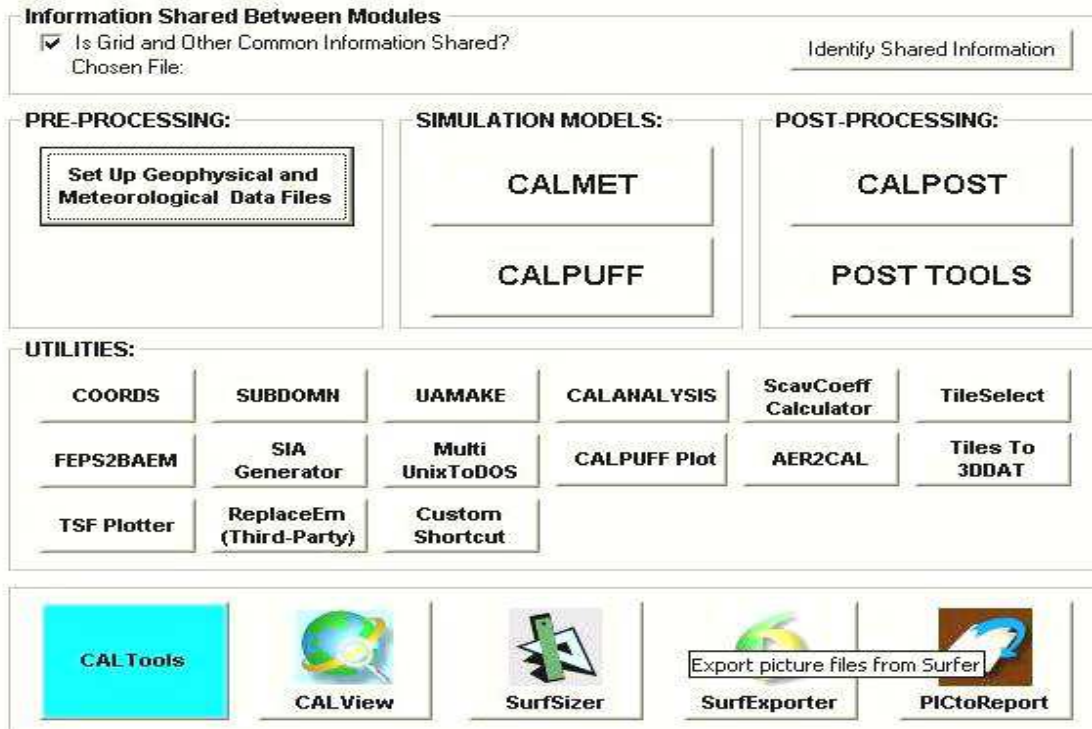 Information Shared Between Modules
Is Grid and Other Common Information Shared?
Chosen File:
Identify Shared Information
PRE-PROCESSING:
Set Up Geophysical and
Meteorological Data Files
SIMULATION MODELS:
CALMET
CALPUFF
POST-PROCESSING:
CALPOST
POST TOOLS
UTILITIES:
COORDS
SUBDOMN
UAMAKE
CALANALYSIS
ScavCoeff
Calculator
TileSelect
FEPS2BAEM
SIA
Generator
Multi
UnixToDOS
CALPUFF Plot
AER2CAL
Tiles To
3DDAT
TSF Plotter
ReplaceEm
(Third-Party)
Custom
Shortcut
CALTools
CALView
SurfSizer
Export picture files from Surfer
SurfExporter
PICtoReport